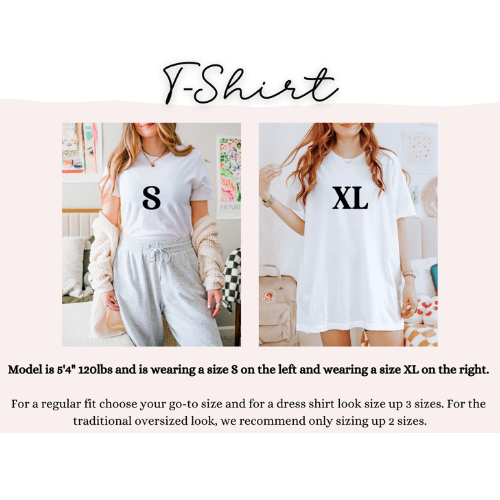 T-Shirt
S
XL
Model is 5'4" 120lbs and is wearing a size S on the left and wearing a size XL on the right.
For a regular fit choose your go-to size and for a dress shirt look size up 3 sizes. For the
traditional oversized look, we recommend only sizing up 2 sizes.